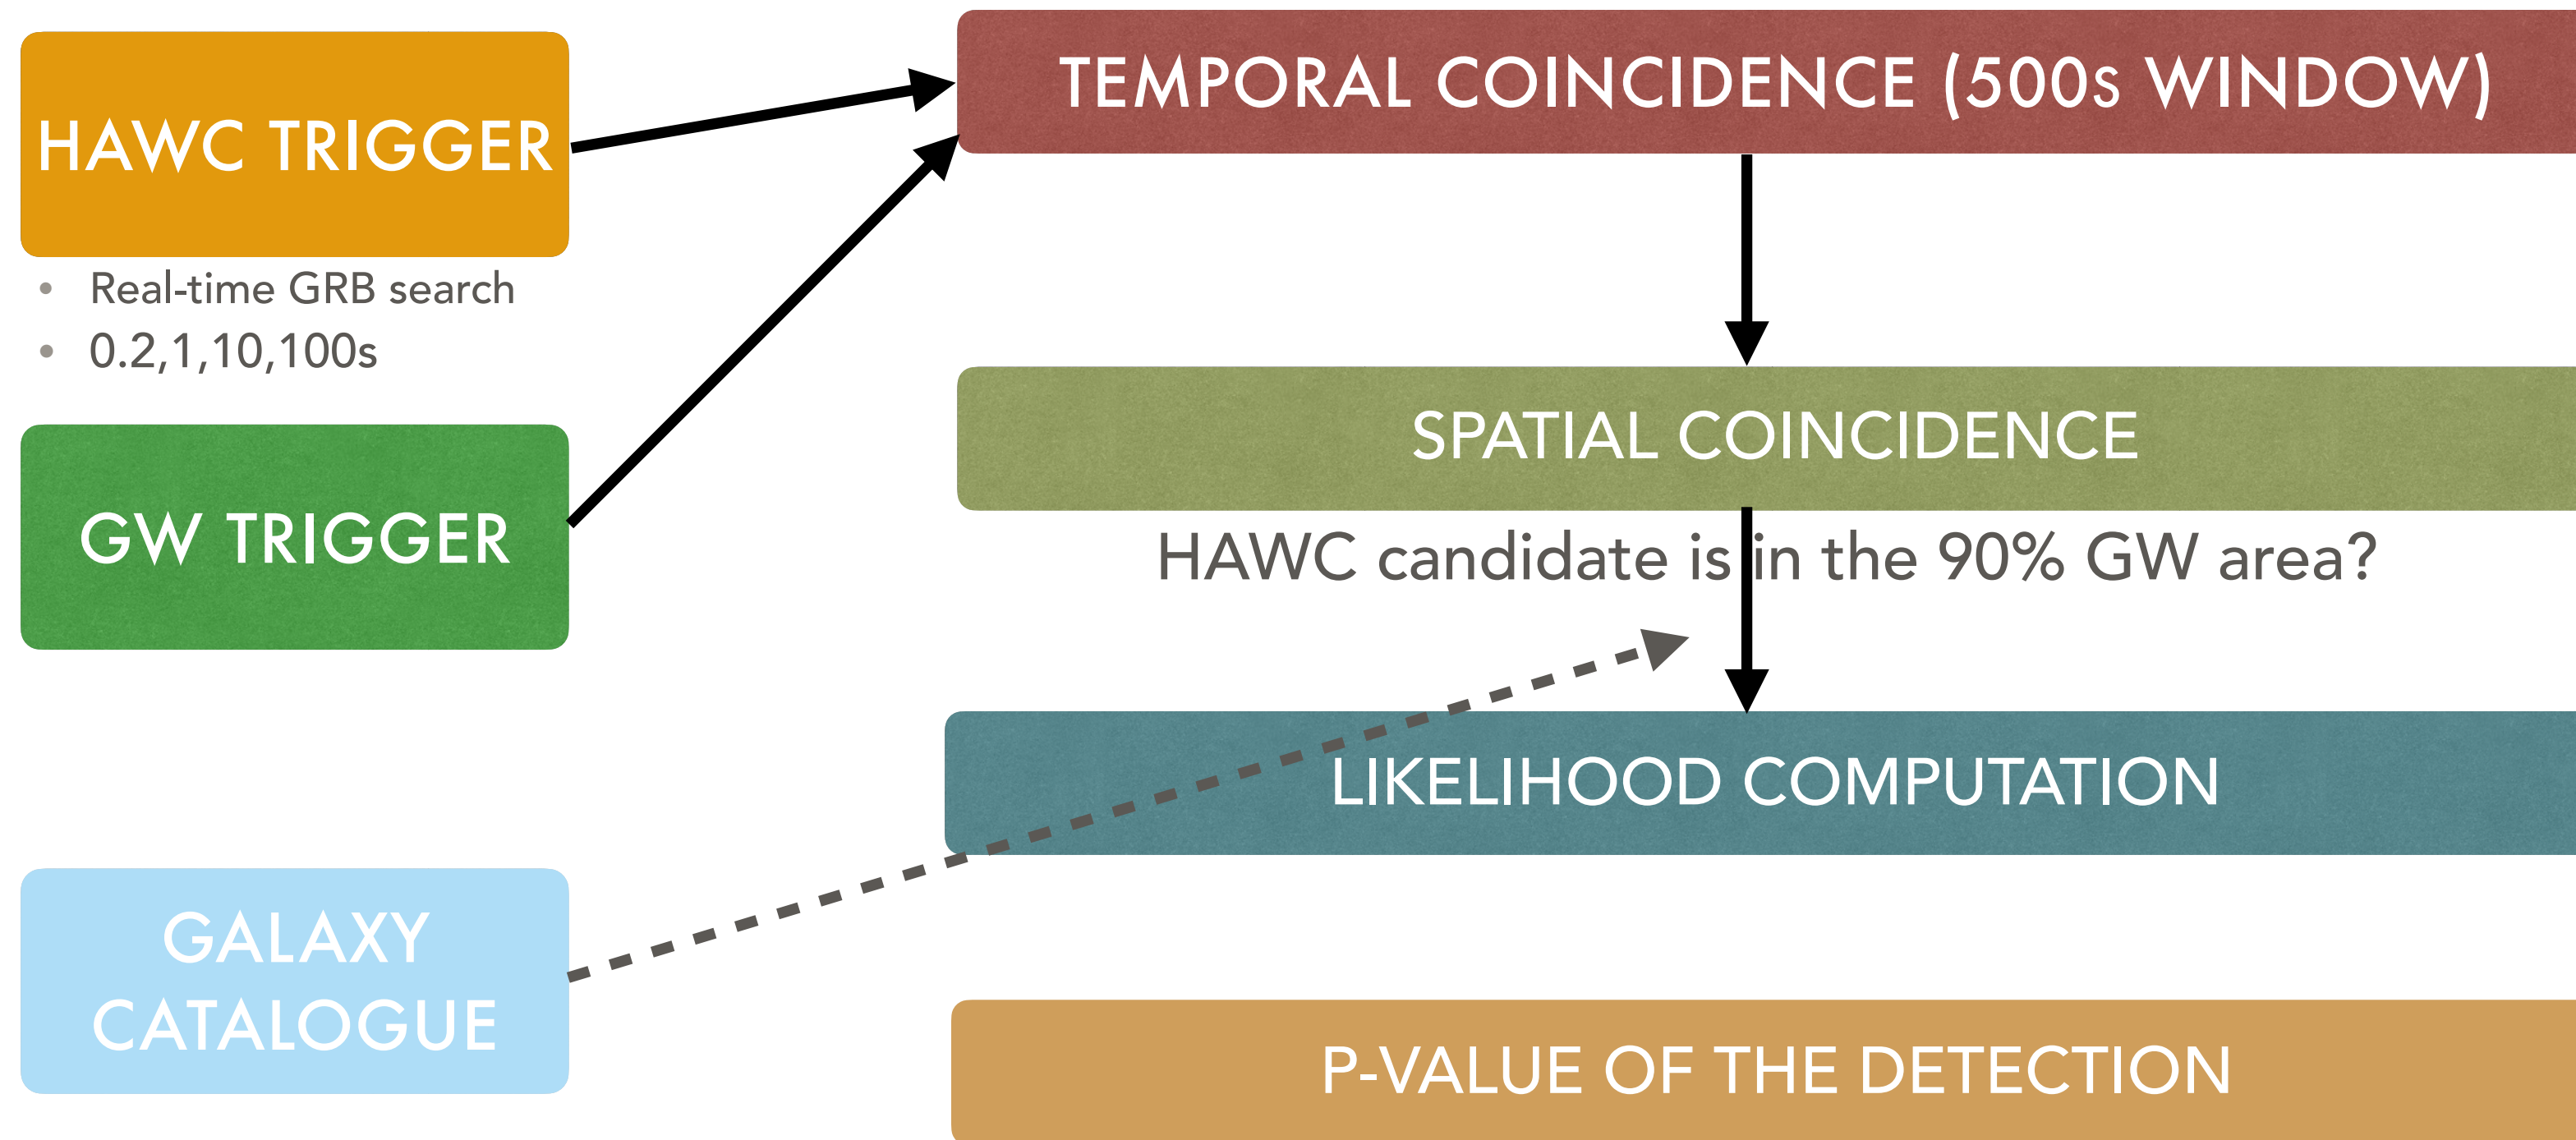 HAWC TRIGGER
• Real-time GRB search
• 0.2,1,10,100s
GW TRIGGER
GALAXY
CATALOGUE
TEMPORAL COINCIDENCE (500s WINDOW)
SPATIAL COINCIDENCE
HAWC candidate is in the 90% GW area?
LIKELIHOOD COMPUTATION
P-VALUE OF THE DETECTION